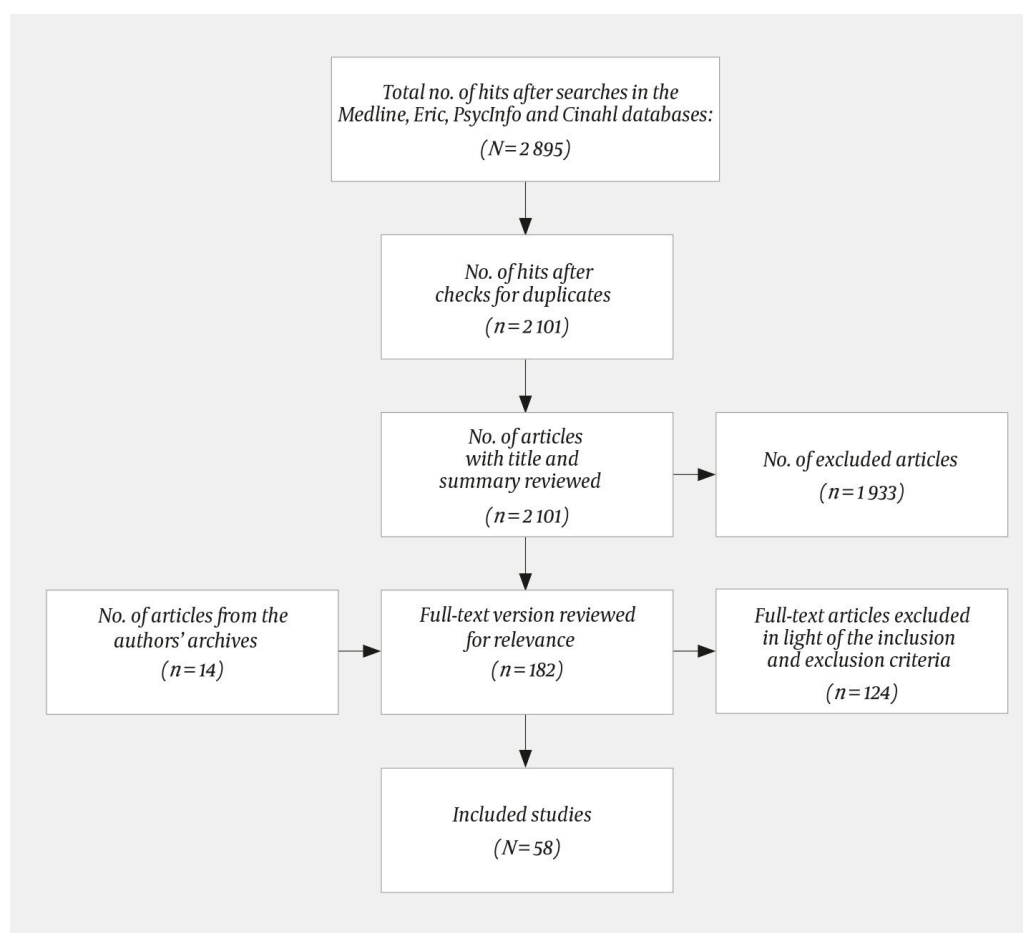 Total no. of hits after searches in the
Medline, Eric, PsycInfo and Cinahl databases:
(N=2 895)
No. of hits after
checks for duplicates
(n=2 101)
No. of articles
with title and
summary reviewed
(n=2 101)
No. of excluded articles
(n=1 933)
No. of articles from the
authors’ archives
(n=14)
Full-text version reviewed
for relevance
(n=182)
Full-text articles excluded
in light of the inclusion
and exclusion criteria
(n=124)
Included studies
(N=58)